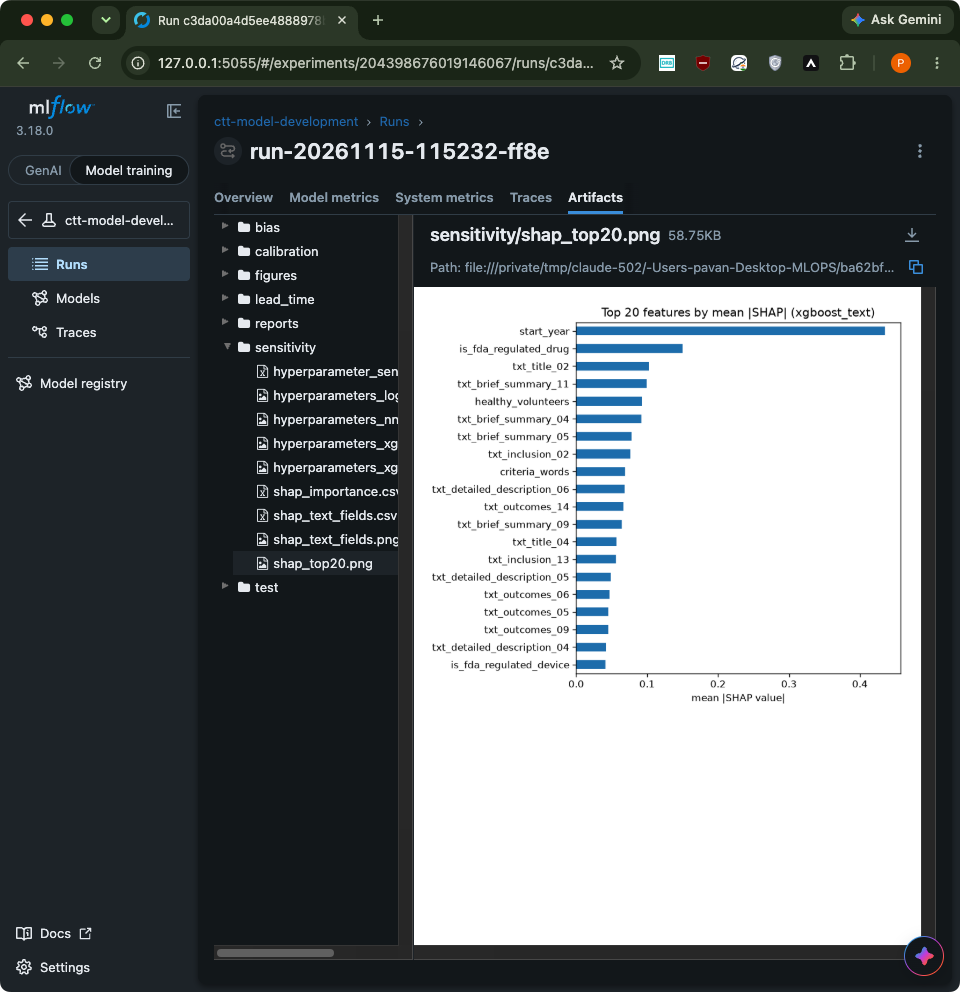 Run c3da00a4d5ee4888978
Ask Gemini
127.0.0.1:5055/#/experiments/204398676019146067/runs/c3da...
P
mlflow
3.18.0
GenAI
Model training
ctt-model-devel...
Runs
Models
Traces
Model registry
Docs
Settings
ctt-model-development › Runs ›
run-20261115-115232-ff8e
Overview Model metrics System metrics Traces Artifacts
bias
calibration
figures
lead_time
reports
sensitivity
hyperparameter_sen
hyperparameters_log
hyperparameters_nn
hyperparameters_xg
hyperparameters_xg
shap_importance.csv
shap_text_fields.csv
shap_text_fields.png
shap_top20.png
test
sensitivity/shap_top20.png 58.75KB
Path: file:///private/tmp/claude-502/-Users-pavan-Desktop-MLOPS/ba62bf...
Top 20 features by mean |SHAP| (xgboost_text)
start_year
is_fda_regulated_drug
txt_title_02
txt_brief_summary_11
healthy_volunteers
txt_brief_summary_04
txt_brief_summary_05
txt_inclusion_02
criteria_words
txt_detailed_description_06
txt_outcomes_14
txt_brief_summary_09
txt_title_04
txt_inclusion_13
txt_detailed_description_05
txt_outcomes_06
txt_outcomes_05
txt_outcomes_09
txt_detailed_description_04
is_fda_regulated_device
0.0 0.1 0.2 0.3 0.4
mean |SHAP value|